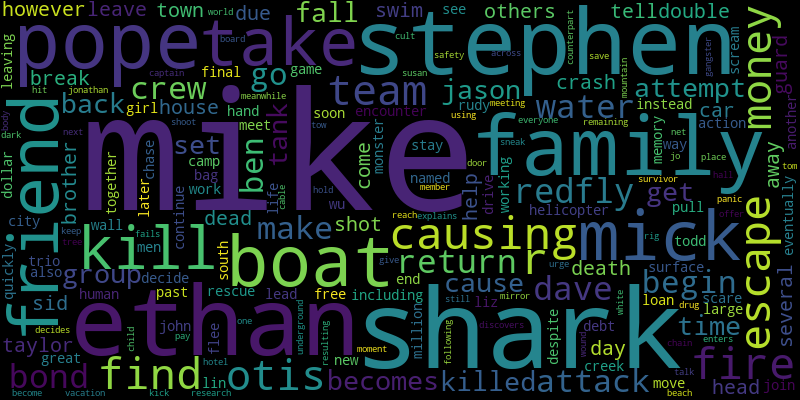 however leave town world due fall swim see others tell double
pope take stephen
leaving break crew go final game board cult safety across save
house girl hit jonathan captain susan meanwhile
team jason crash attempt instead scream gangster mountain counterpart
back hand soon rudy meeting using everyone
money guard another
friend brother set tank ben meet encounter monster
mike family
water car action memory net way jo place
dollar together later chase camp bag work life cable
come stay named working drive help door member sneak remaining
redfly get away tom
dark body next
city wall continue men fails
kill boat make shot wu hold tow
causing mick
return r helicopter pull todd rig
escape panic offer hall survivor eventually
quickly trio also keep tree
group decide dead south
cause dave death surface chain
reach explains give urge
sid human past rescue lead free including end
begin loan scare large drug enters
ethan shark
million liz mirror still following despite white wound discovers
time several
taylor great decides child john pay flee one underground resulting
debt day creek
bond find lin otis new moment hotel
becomes killed attack move head fire join talk beach
become vacation kick research